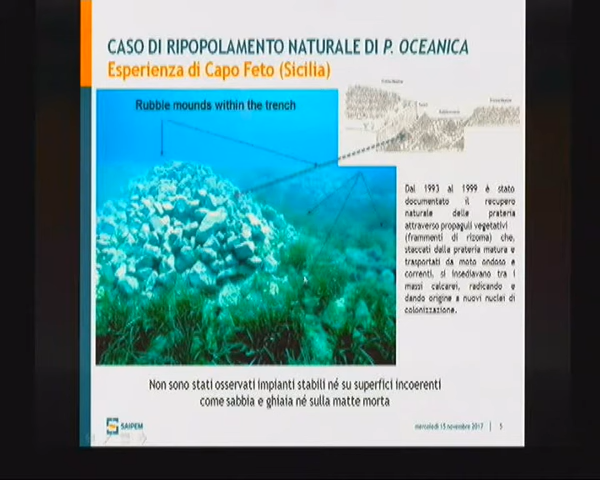 CASO DI RIPOPOLAMENTO NATURALE DI P. OCEANICA
Esperienza di Capo Feto (Sicilia)
Rubble mounds within the trench
Dal 1993 al 1999 è stato
documentato il recupero
naturale delle prateria
attraverso propaguli vegetativi
(frammenti di rizoma) che,
staccati dalla prateria matura e
trasportati da moto ondoso e
correnti, si insediavano tra i
massi calcarei, radicando e
dando origine a nuovi nuclei di
colonizzazione.
Non sono stati osservati impianti stabili né su superfici incoerenti
come sabbia e ghiaia né sulla matte morta
SAIPEM
mercoledì 15 novembre 2017 | 5